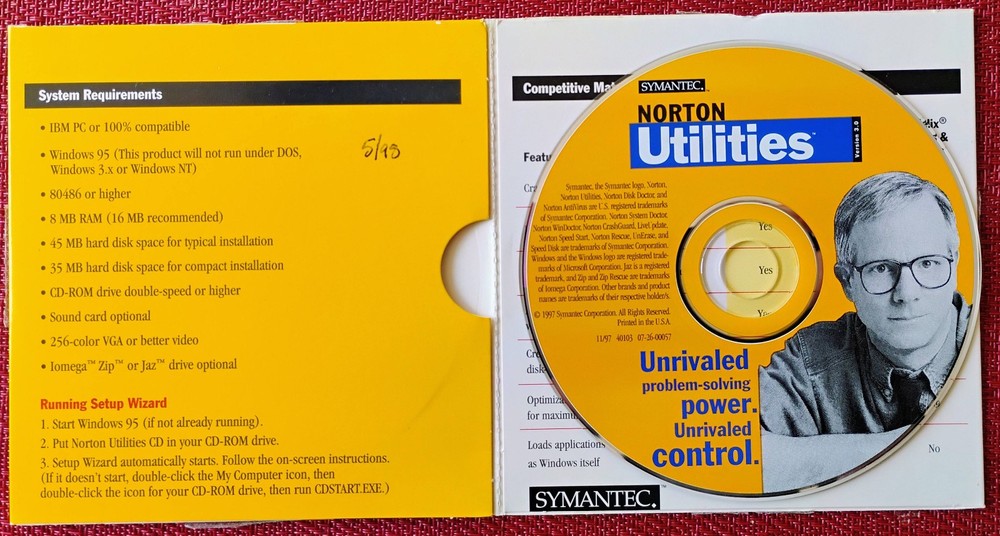 System Requirements
• IBM PC or 100% compatible
5/98
• Windows 95 (This product will not run under DOS,
Windows 3.x or Windows NT)
• 80486 or higher
• 8 MB RAM (16 MB recommended)
• 45 MB hard disk space for typical installation
• 35 MB hard disk space for compact installation
• CD-ROM drive double-speed or higher
• Sound card optional
• 256-color VGA or better video
• Iomega™ Zip™ or Jaz™ drive optional
Running Setup Wizard
1. Start Windows 95 (if not already running).
2. Put Norton Utilities CD in your CD-ROM drive.
3. Setup Wizard automatically starts. Follow the on-screen instructions.
(If it doesn't start, double-click the My Computer icon, then
double-click the icon for your CD-ROM drive, then run CDSTART.EXE.)
Competitive
SYMANTEC™
NORTON
Utilities™
Version 3.0
Symantec, the Symantec logo, Norton,
Norton Utilities, Norton Disk Doctor, and
Norton AntiVirus are U.S. registered trademarks
of Symantec Corporation. Norton System Doctor,
Norton WinDoctor, Norton CrashGuard, LiveUpdate,
Norton Speed Start, Norton Rescue, UnErase, and
Speed Disk are trademarks of Symantec Corporation.
Windows and the Windows logo are registered trade-
marks of Microsoft Corporation. Jaz is a registered
trademark, and Zip and Zip Rescue are trademarks
of Iomega Corporation. Other brands and product
names are trademarks of their respective holder/s.
© 1997 Symantec Corporation. All Rights Reserved.
Printed in the U.S.A.
11/97 40103 07-26-00057
Yes
Yes
Unrivaled
problem-solving
power.
Unrivaled
control.
disk
for
Loads applications
as Windows itself
No
SYMANTEC.™